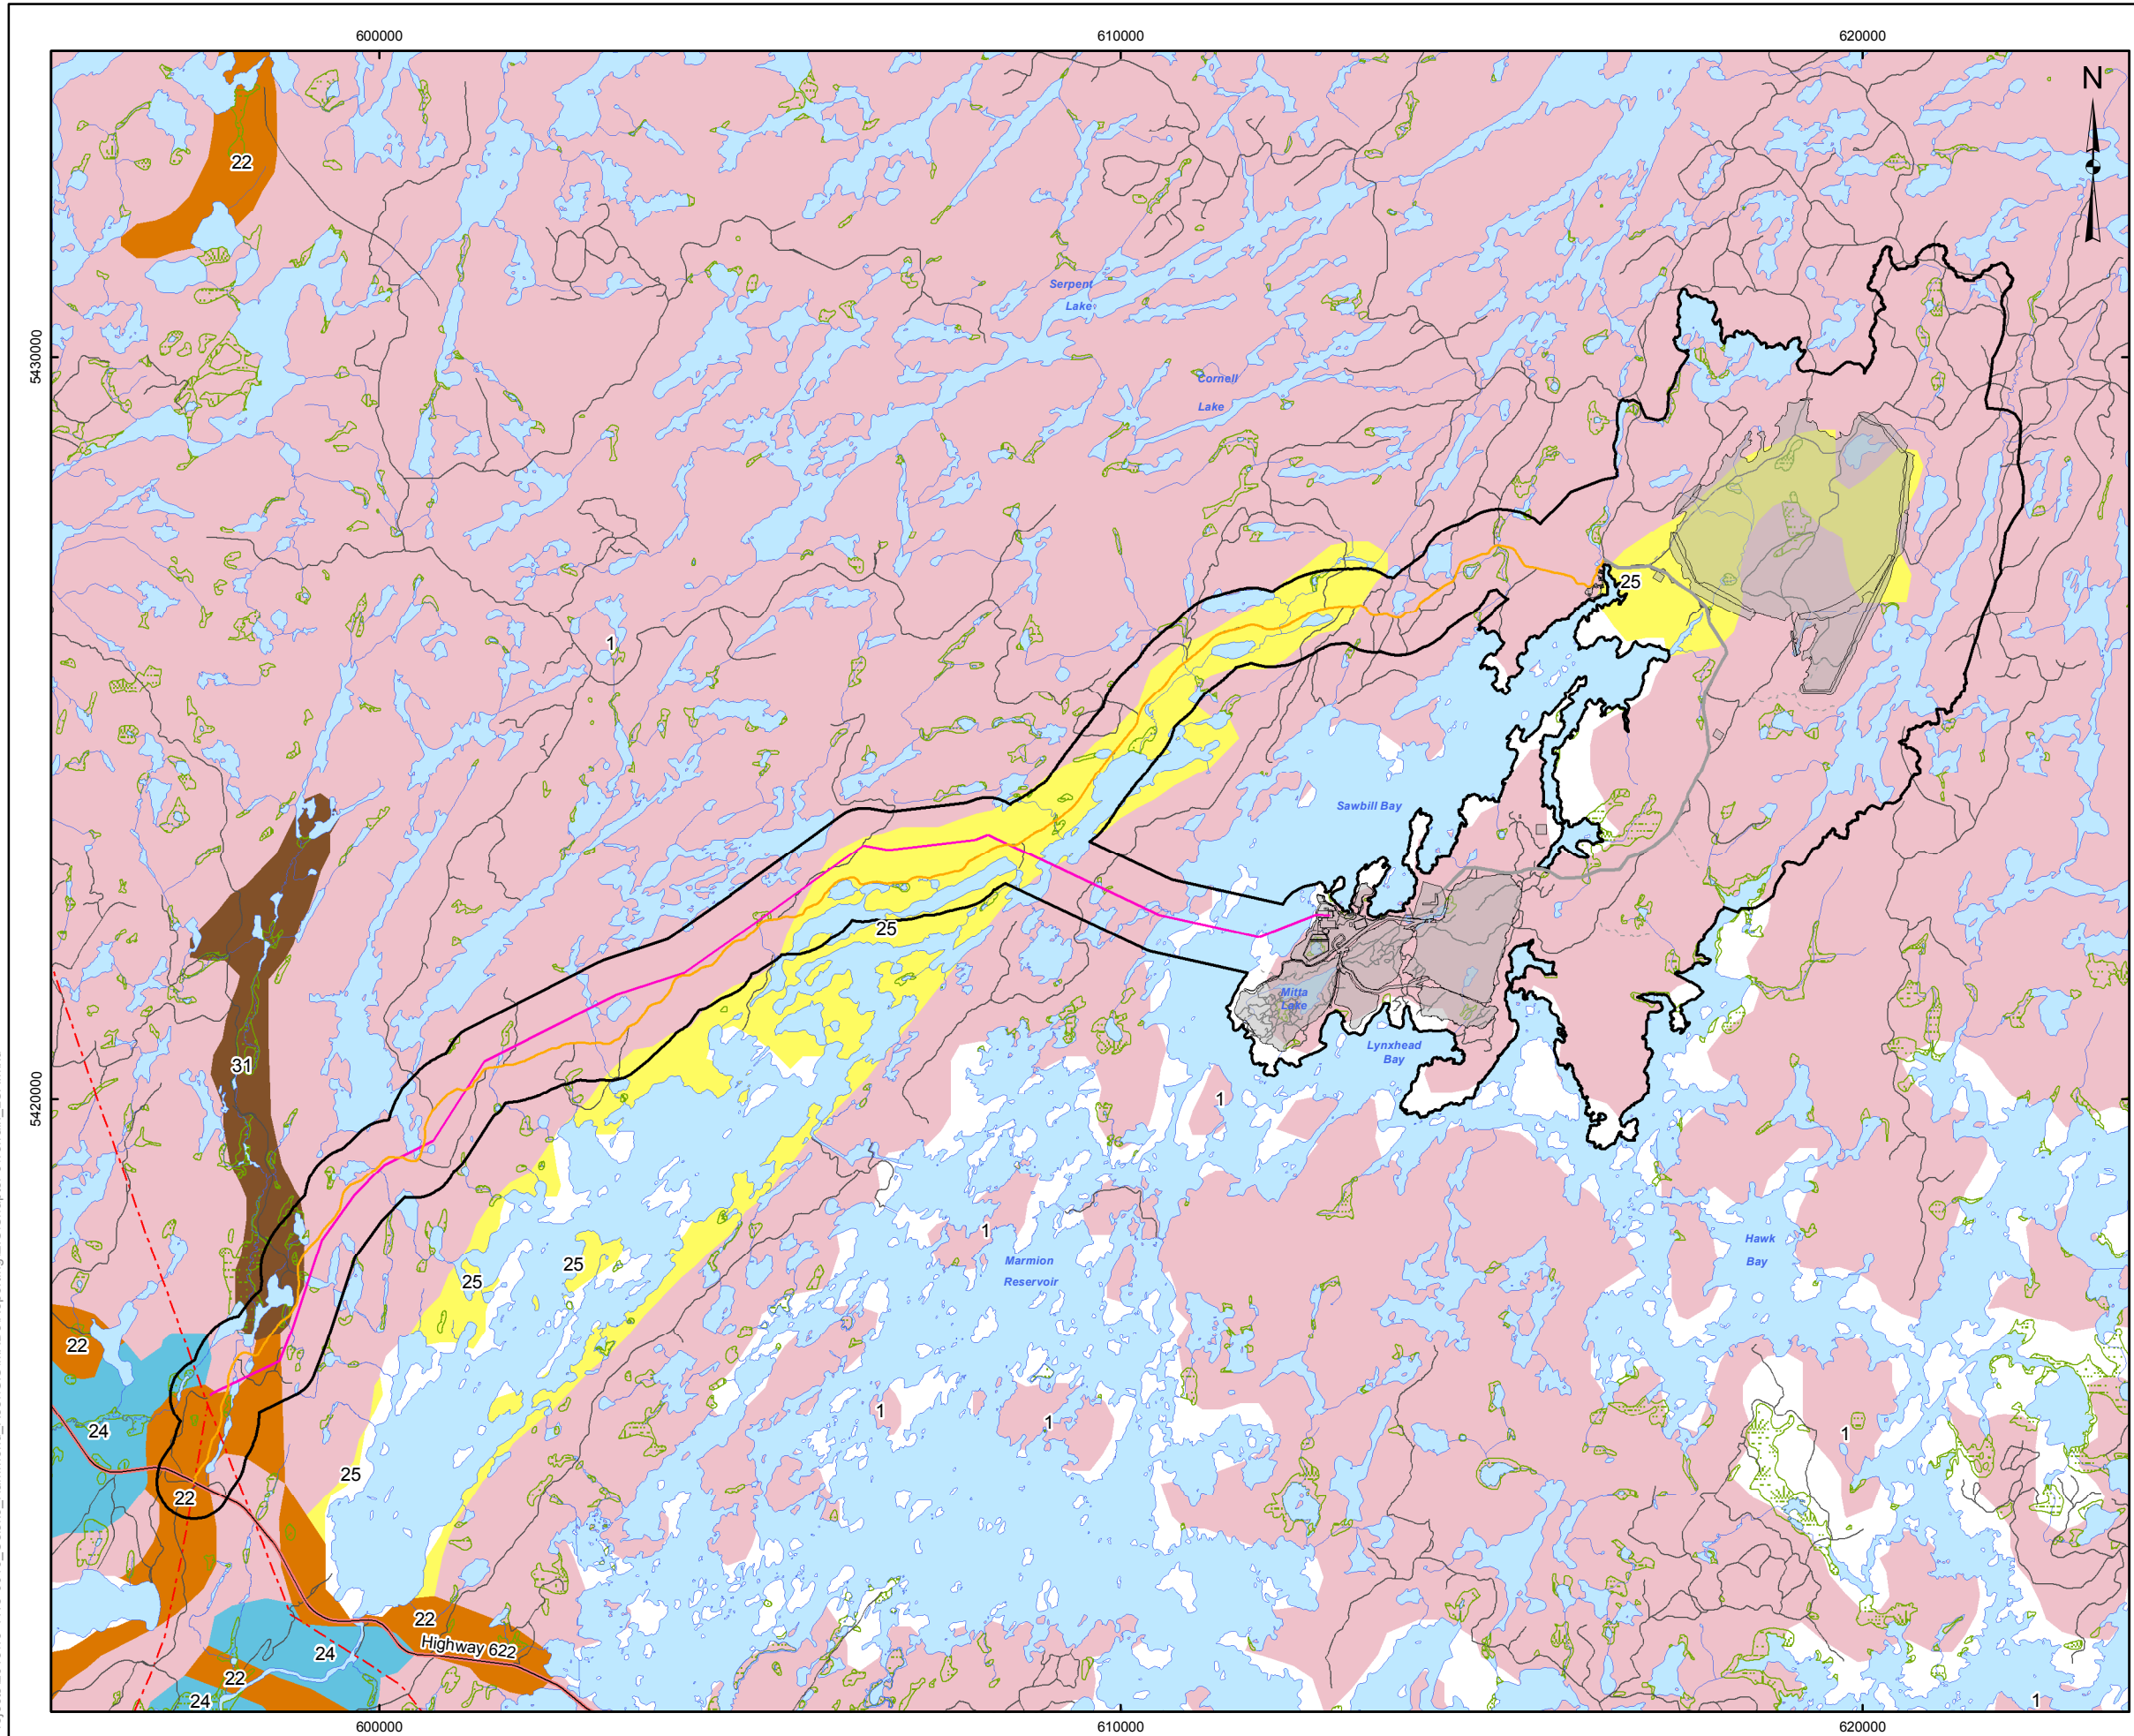 600000
610000
620000
N
22
Serpent
Lake
5430000
Cornell
Lake
25
1
Sawbill Bay
25
Mitta
Lake
Lynxhead
Bay
31
5420000
1
1
Hawk
Bay
Marmion
Reservoir
25
25
22
1
1
1
24
25
22
22
Highway 622
24
22
24
1
600000
610000
620000